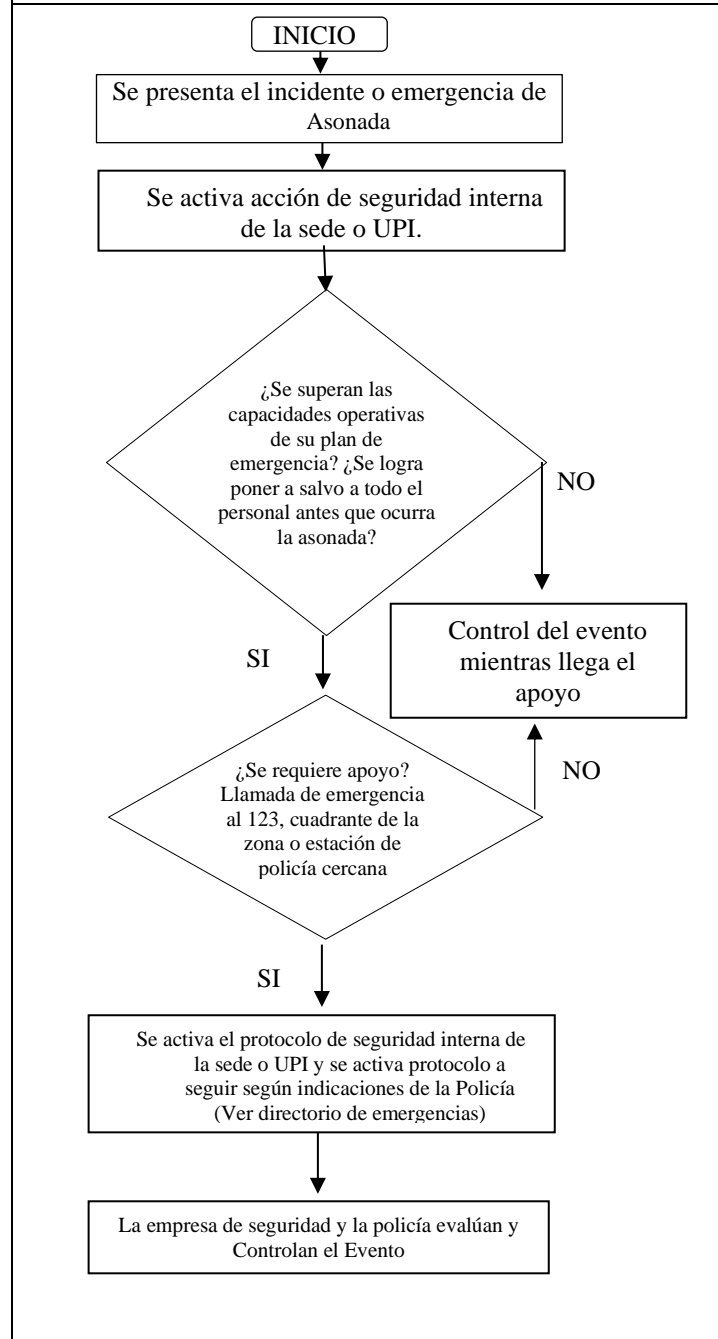 INICIO
Se presenta el incidente o emergencia de
Asonada
Se activa acción de seguridad interna
de la sede o UPI.
¿Se superan las
capacidades operativas
de su plan de
emergencia? ¿Se logra
poner a salvo a todo el
personal antes que ocurra
la asonada?
NO
Control del evento
mientras llega el
apoyo
SI
¿Se requiere apoyo?
Llamada de emergencia
al 123, cuadrante de la
zona o estación de
policía cercana
NO
SI
Se activa el protocolo de seguridad interna de
la sede o UPI y se activa protocolo a
seguir según indicaciones de la Policía
(Ver directorio de emergencias)
La empresa de seguridad y la policía evalúan y
Controlan el Evento